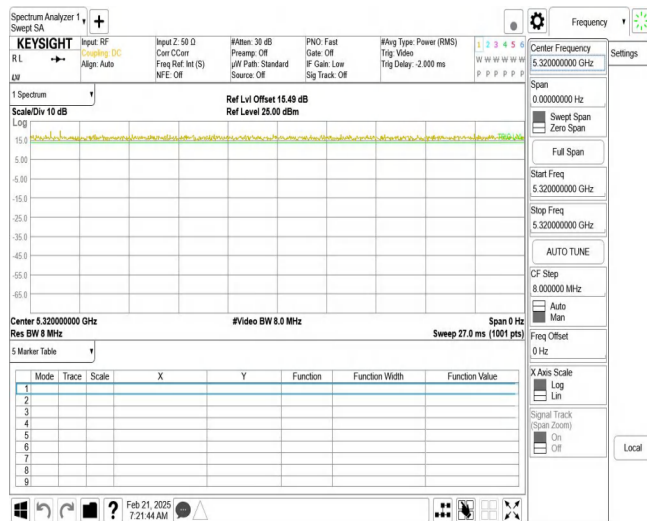 Spectrum Analyzer 1
Swept SA
+
Frequency
KEYSIGHT
RL
Input: RF
Coupling: DC
Align: Auto
Input Z: 50 Ω
Corr CCorr
Freq Ref: Int (S)
NFE: Off
#Atten: 30 dB
Preamp: Off
µW Path: Standard
Source: Off
PNO: Fast
Gate: Off
IF Gain: Low
Sig Track: Off
#Avg Type: Power (RMS)
Trig: Video
Trig Delay: -2.000 ms
1 2 3 4 5 6
W W W W W W
P P P P P P
LXI
1 Spectrum
Scale/Div 10 dB
Ref Lvl Offset 15.49 dB
Ref Level 25.00 dBm
Log
15.0
5.00
-5.00
-15.0
-25.0
-35.0
-45.0
-55.0
-65.0
Center 5.320000000 GHz
#Video BW 8.0 MHz
Span 0 Hz
Res BW 8 MHz
Sweep 27.0 ms (1001 pts)
5 Marker Table
Mode Trace Scale X Y Function Function Width Function Value
1
2
3
4
5
6
7
8
9
Feb 21, 2025
7:21:44 AM
Center Frequency
5.320000000 GHz
Settings
Span
0.00000000 Hz
Swept Span
Zero Span
Full Span
Start Freq
5.320000000 GHz
Stop Freq
5.320000000 GHz
AUTO TUNE
CF Step
8.000000 MHz
Auto
Man
Freq Offset
0 Hz
X Axis Scale
Log
Lin
Signal Track
(Span Zoom)
On
Off
Local